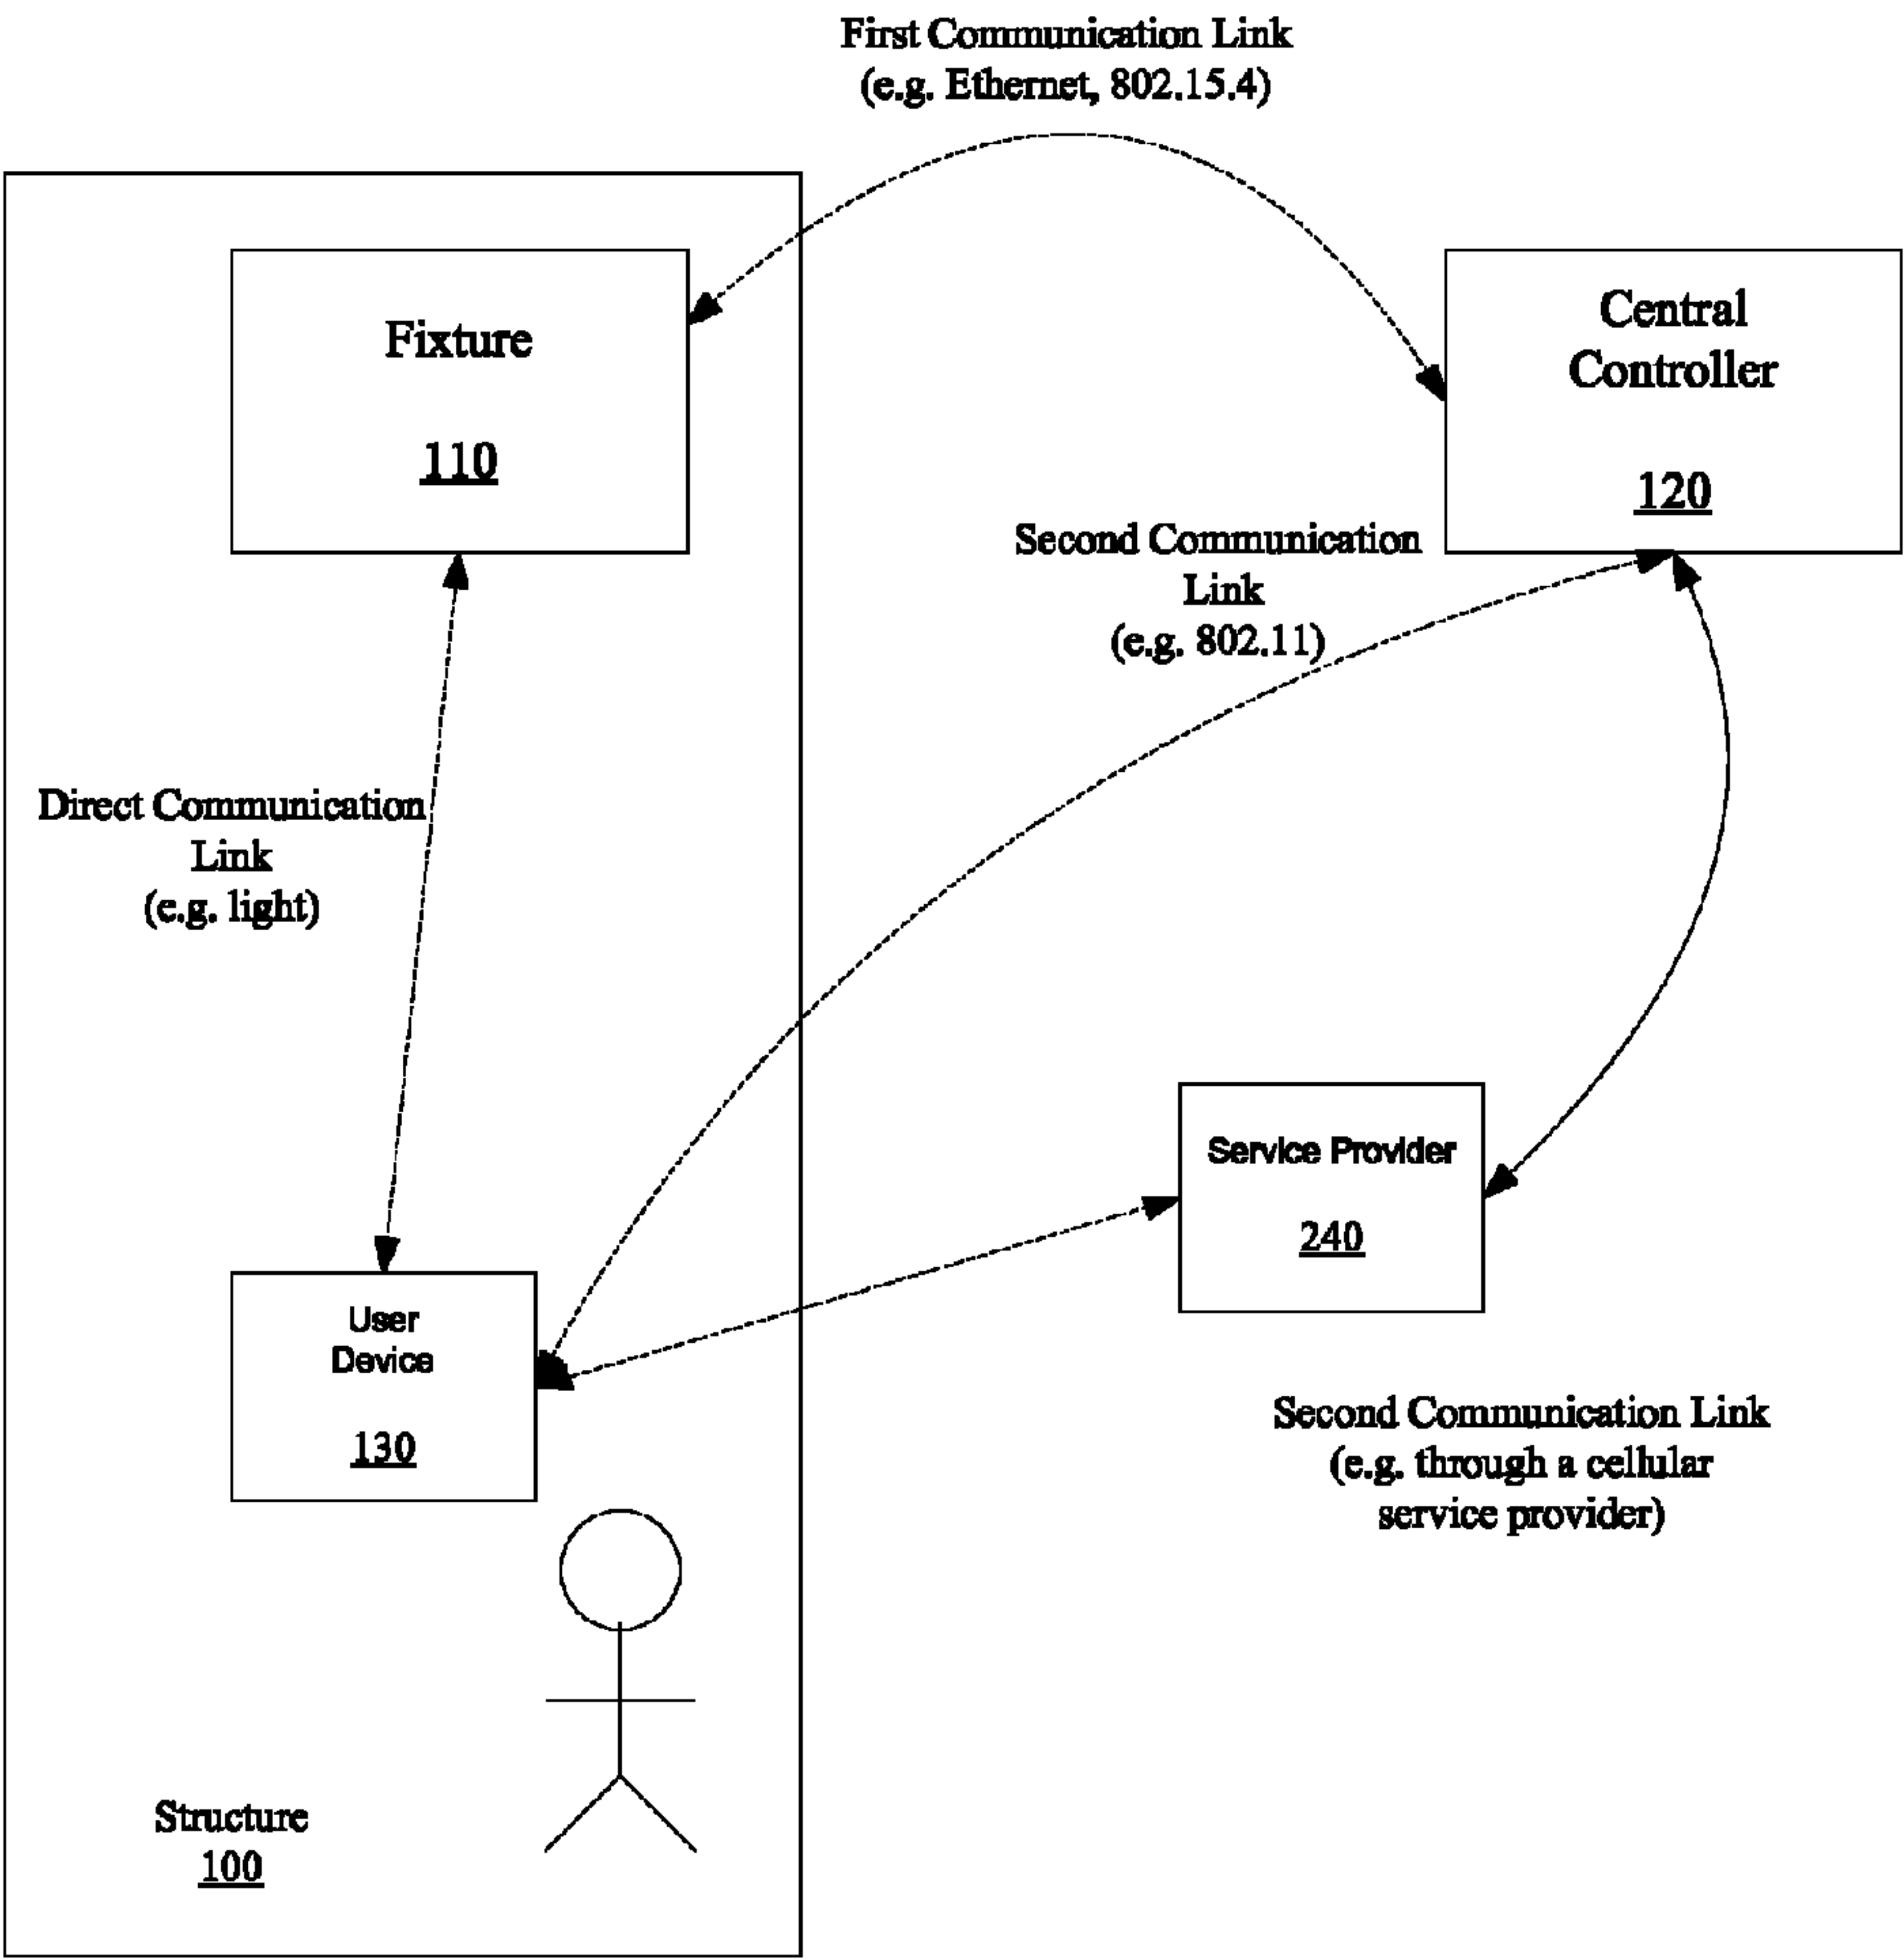 First Communication Link
(e.g. Ethernet, 802.15.4)
Fixture
110
Central
Controller
120
Second Communication
Link
(e.g. 802.11)
Direct Communication
Link
(e.g. light)
Service Provider
240
User
Device
130
Second Communication Link
(e.g. through a cellular
service provider)
Structure
100